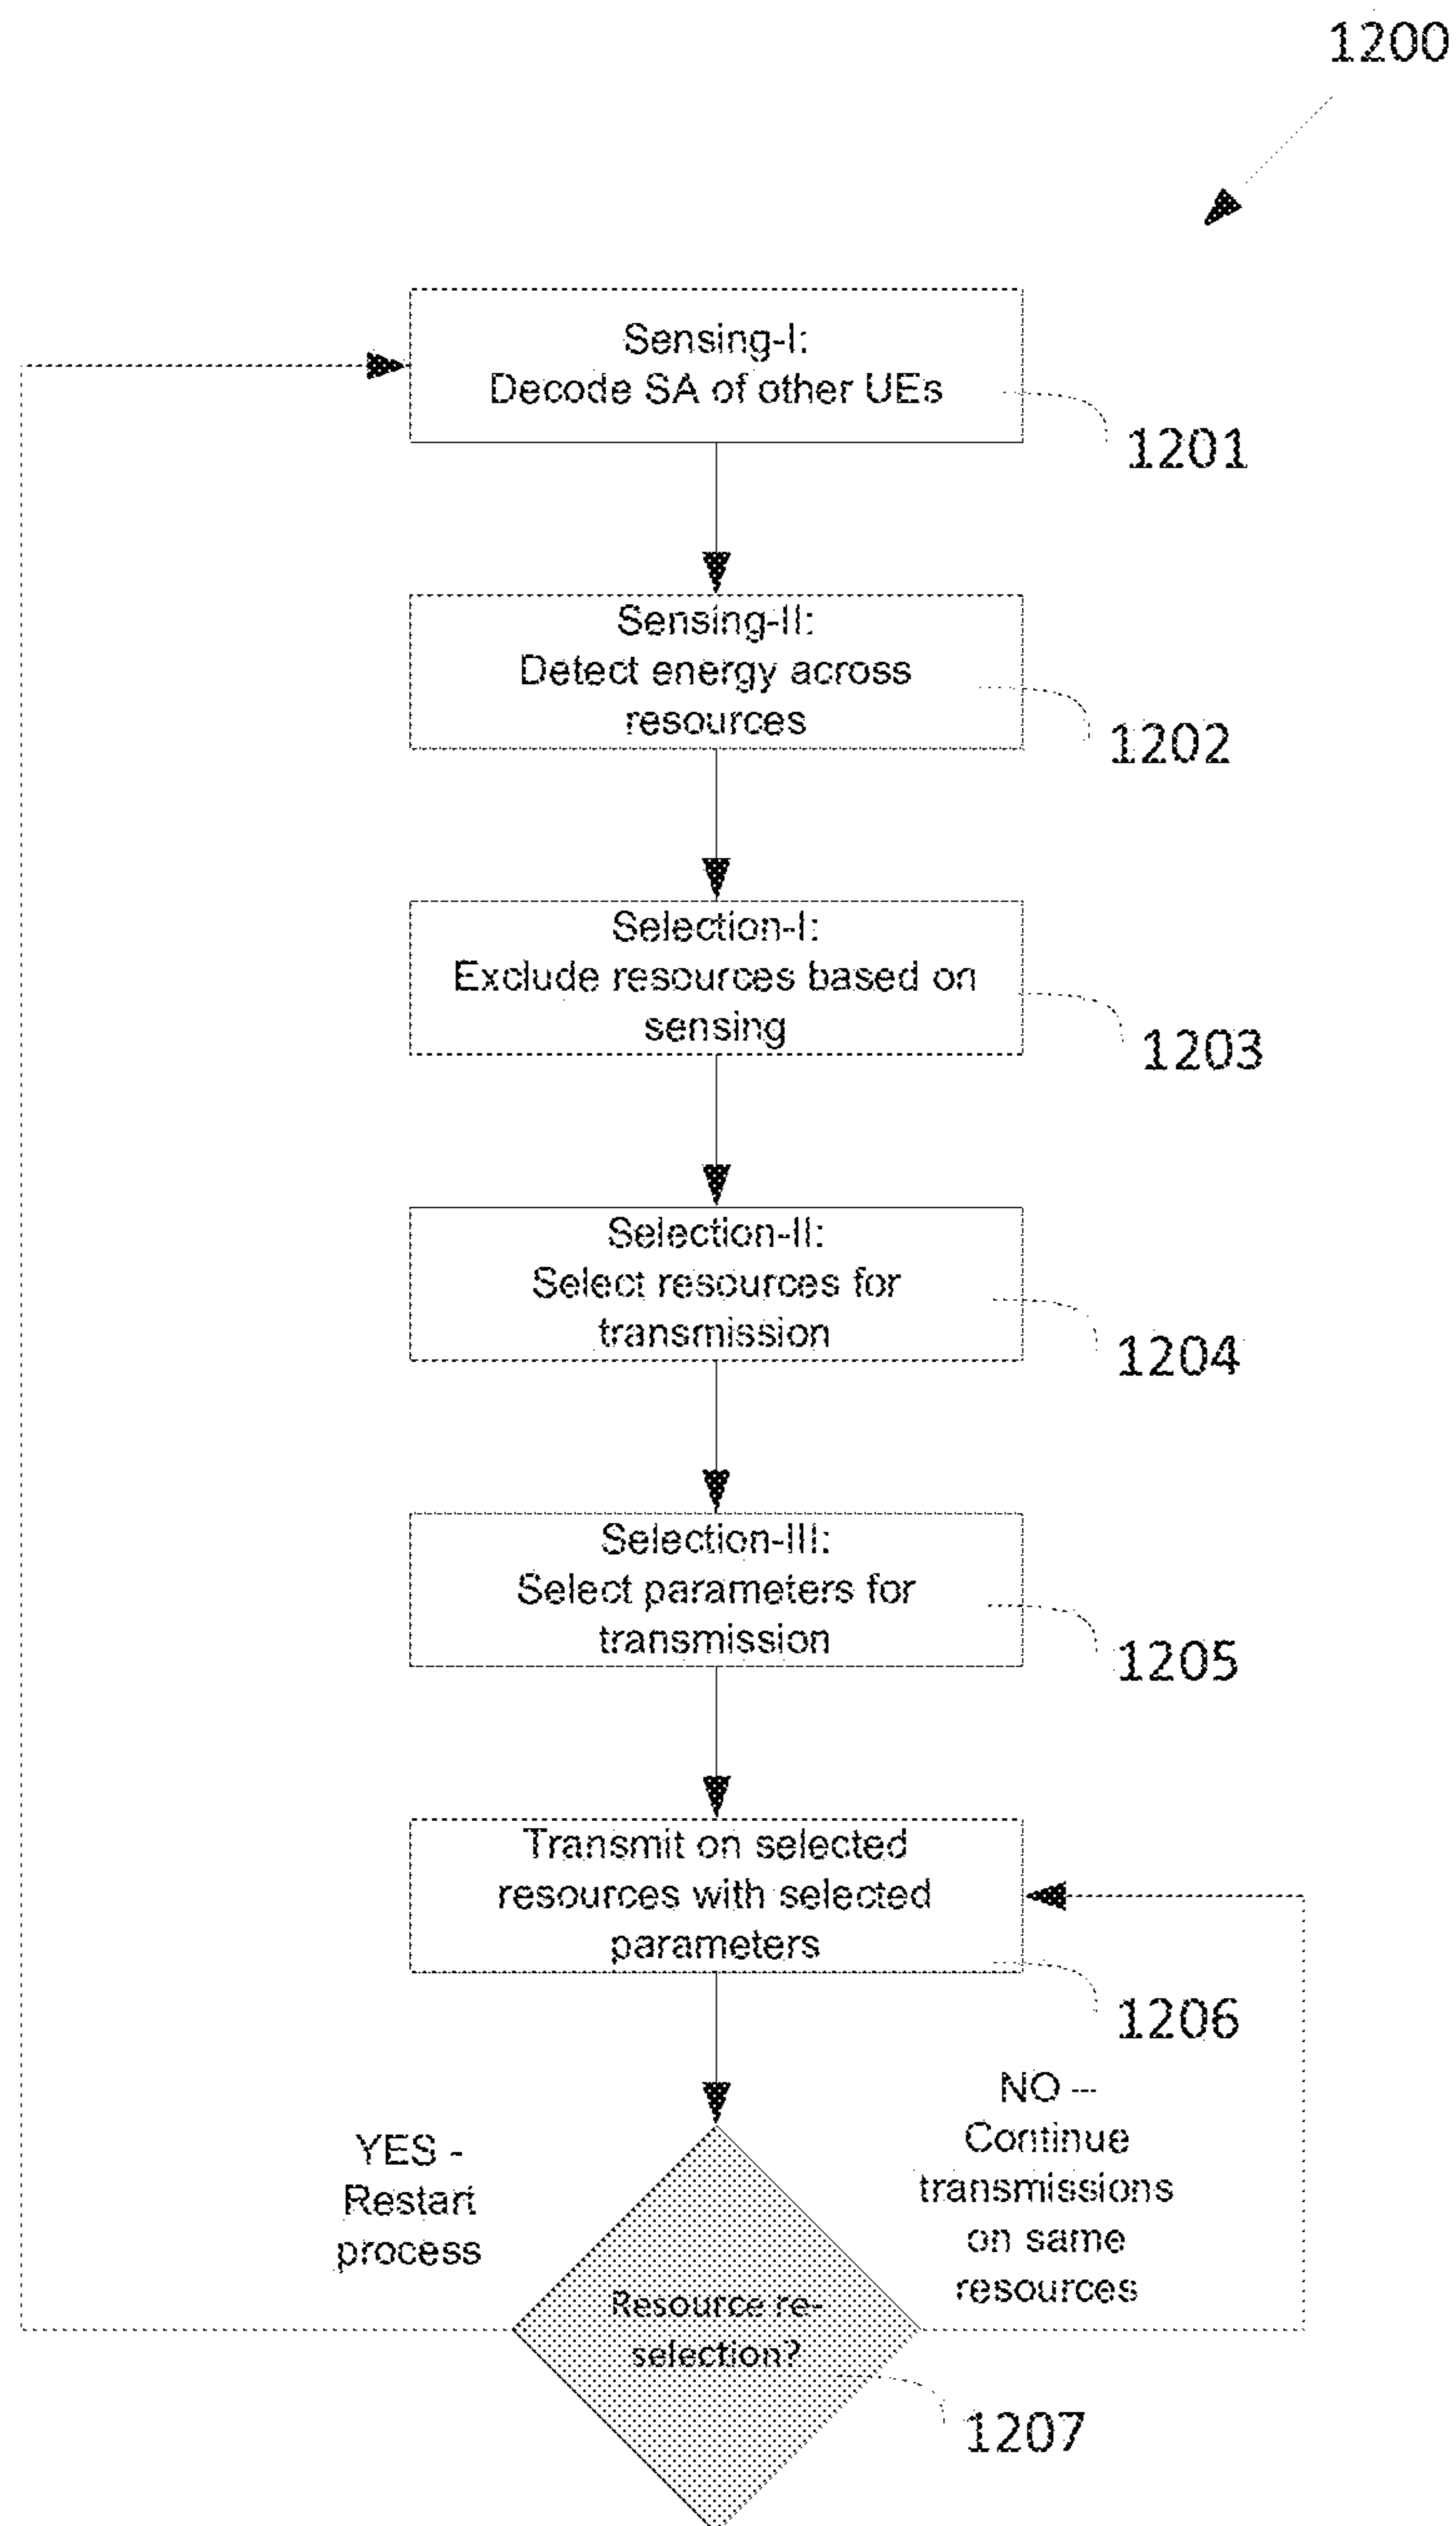 1200
Sensing-I:
Decode SA of other UEs
1201
Sensing-II:
Detect energy across
resources
1202
Selection-I:
Exclude resources based on
sensing
1203
Selection-II:
Select resources for
transmission
1204
Selection-III:
Select parameters for
transmission
1205
Transmit on selected
resources with selected
parameters
1206
YES -
Restart
process
NO --
Continue
transmissions
on same
resources
Resource re-
selection?
1207